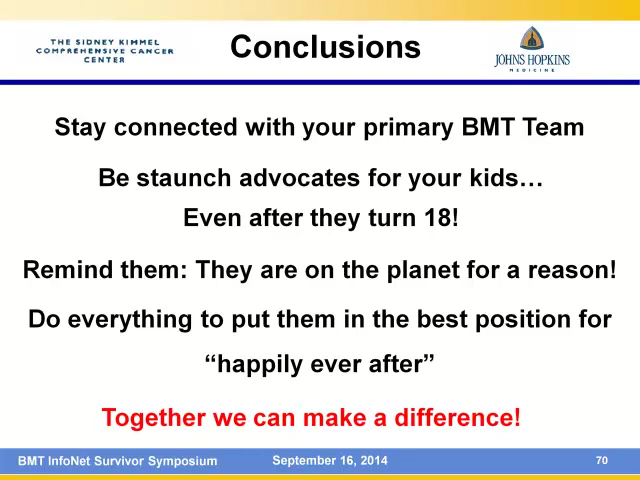 THE SIDNEY KIMMEL
COMPREHENSIVE CANCER
CENTER
Conclusions
JOHNS HOPKINS
MEDICINE
Stay connected with your primary BMT Team
Be staunch advocates for your kids…
Even after they turn 18!
Remind them: They are on the planet for a reason!
Do everything to put them in the best position for
“happily ever after”
Together we can make a difference!
BMT InfoNet Survivor Symposium
September 16, 2014
70